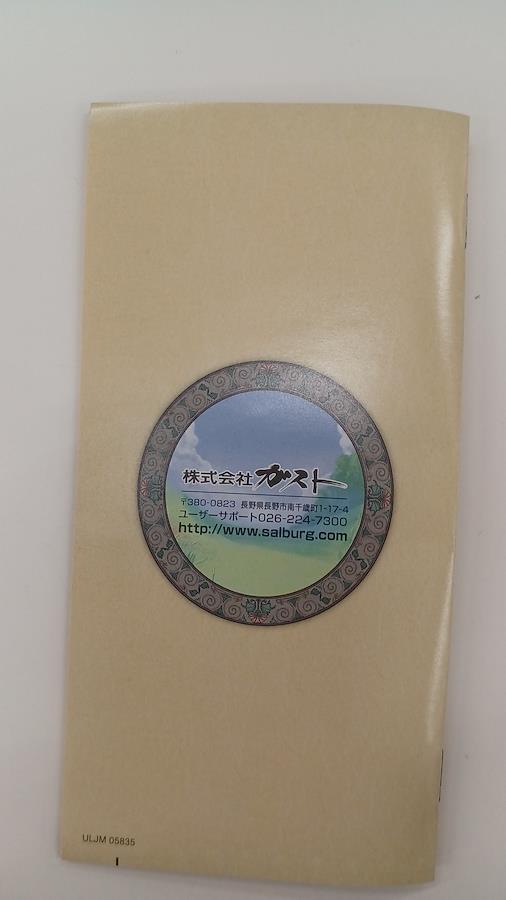 株式会社 ガスト
〒380-0823 長野県長野市南千歳町1-17-4
ユーザーサポート026-224-7300
http://www.salburg.com
ULJM 05835